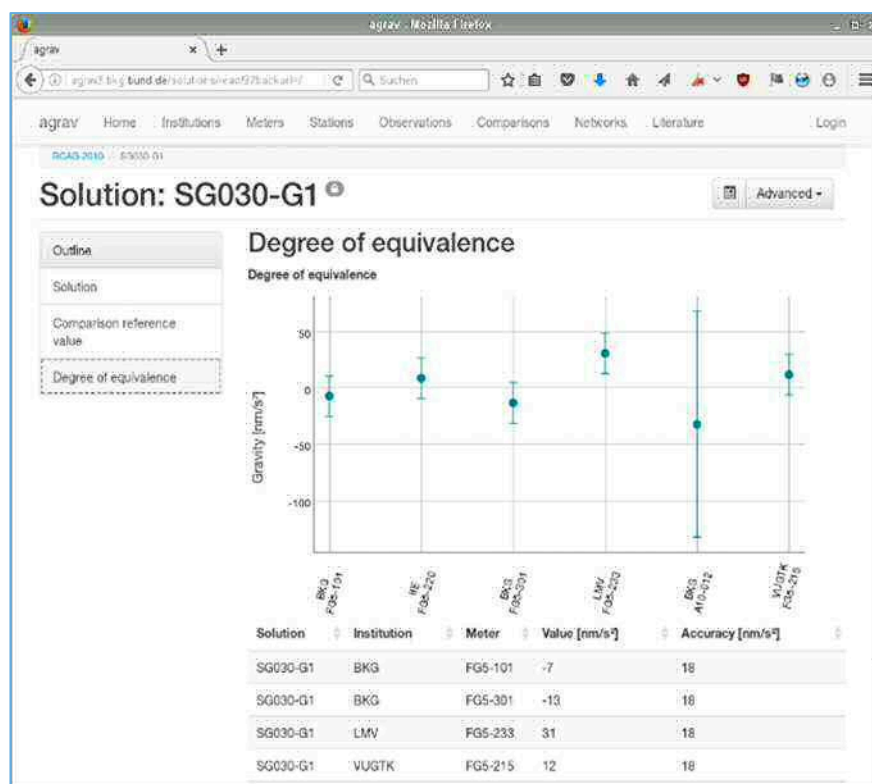 agrav - Mozilla Firefox
agrav
Suchen
agrav Home Institutions Meters Stations Observations Comparisons Networks Literature Login
RCAG-2010 / SG030-G1
Solution: SG030-G1
Advanced
Outline
Solution
Comparison reference
value
Degree of equivalence
Degree of equivalence
Degree of equivalence
Gravity [nm/s²]
50
0
-50
-100
BKG
FG5-101
IfE
FG5-220
BKG
FG5-301
LMV
FG5-233
BKG
A10-012
VUGTK
FG5-215
Solution Institution Meter Value [nm/s²] Accuracy [nm/s²]
SG030-G1 BKG FG5-101 -7 18
SG030-G1 BKG FG5-301 -13 18
SG030-G1 LMV FG5-233 31 18
SG030-G1 VUGTK FG5-215 12 18